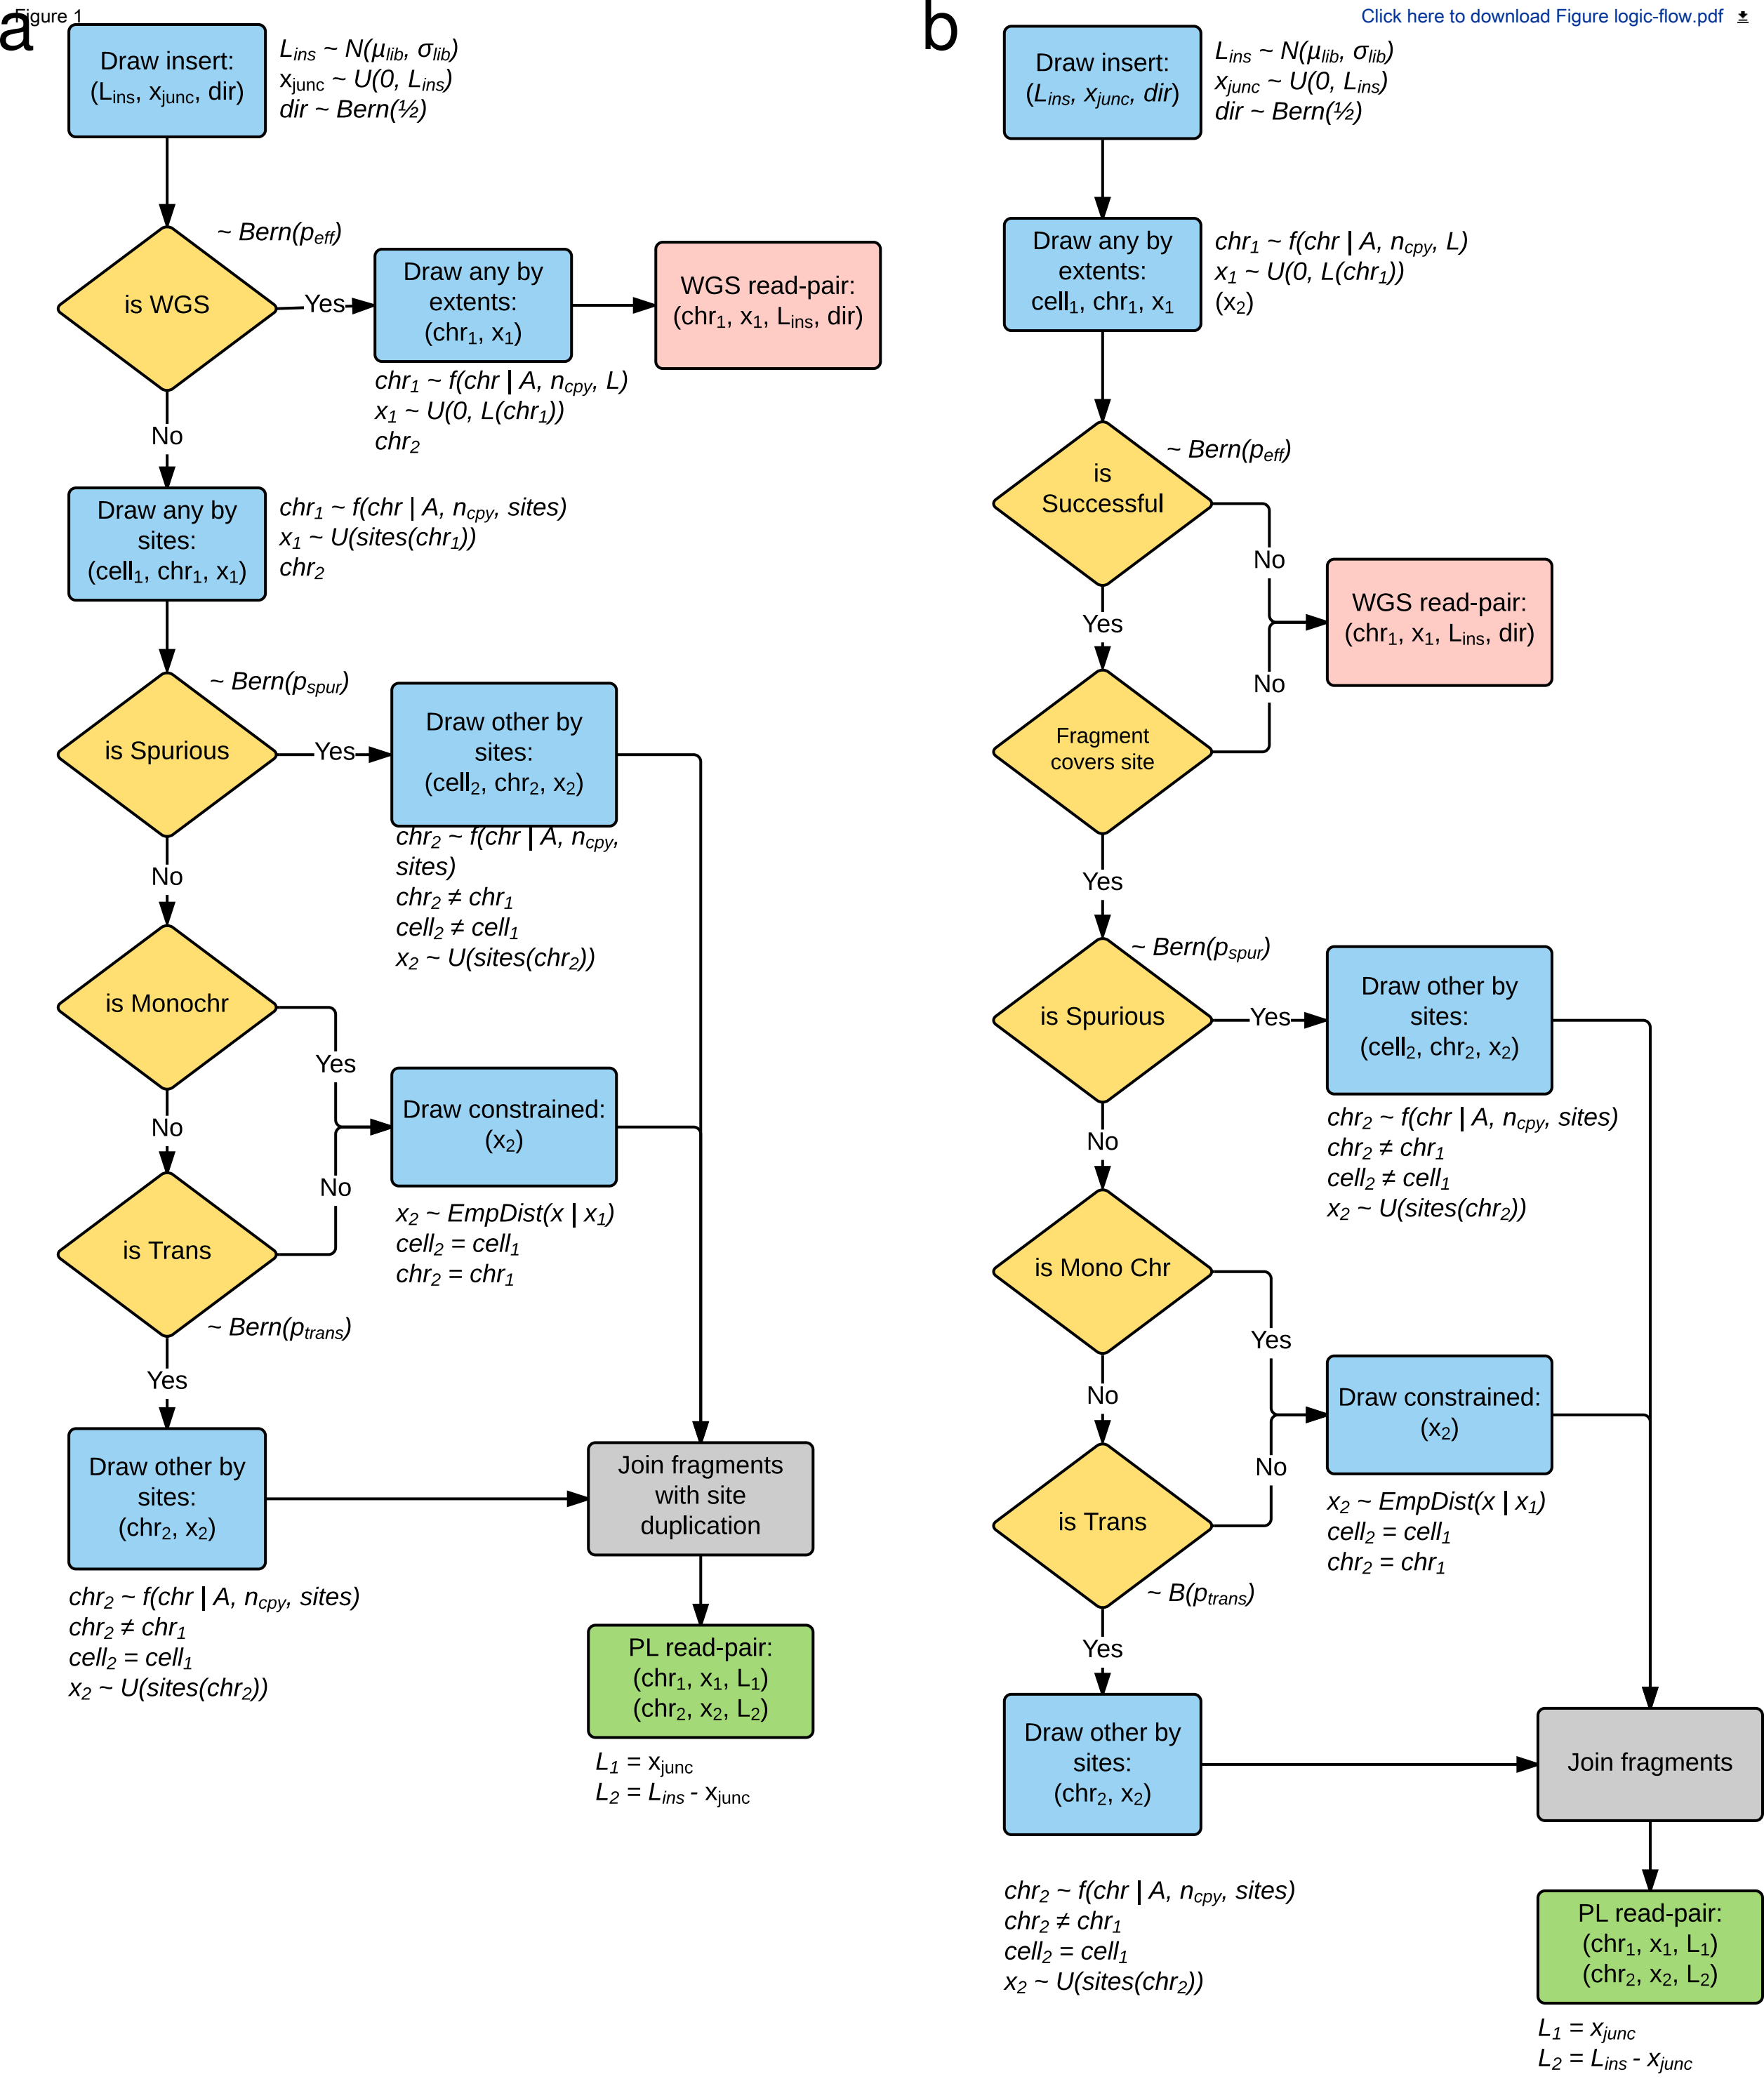 Figure 1
Click here to download Figure logic-flow.pdf
a
Draw insert:
(Lins, xjunc, dir)
Lins ~ N(μlib, σlib)
xjunc ~ U(0, Lins)
dir ~ Bern(½)
is WGS
~ Bern(peff)
Yes
Draw any by
extents:
(chr1, x1)
chr1 ~ f(chr | A, ncpy, L)
x1 ~ U(0, L(chr1))
chr2
WGS read-pair:
(chr1, x1, Lins, dir)
No
Draw any by
sites:
(cell1, chr1, x1)
chr1 ~ f(chr | A, ncpy, sites)
x1 ~ U(sites(chr1))
chr2
is Spurious
~ Bern(pspur)
Yes
Draw other by
sites:
(cell2, chr2, x2)
chr2 ~ f(chr | A, ncpy,
sites)
chr2 ≠ chr1
cell2 ≠ cell1
x2 ~ U(sites(chr2))
No
is Monochr
Yes
No
Draw constrained:
(x2)
x2 ~ EmpDist(x | x1)
cell2 = cell1
chr2 = chr1
is Trans
No
~ Bern(ptrans)
Yes
Draw other by
sites:
(chr2, x2)
chr2 ~ f(chr | A, ncpy, sites)
chr2 ≠ chr1
cell2 = cell1
x2 ~ U(sites(chr2))
Join fragments
with site
duplication
PL read-pair:
(chr1, x1, L1)
(chr2, x2, L2)
L1 = xjunc
L2 = Lins - xjunc
b
Draw insert:
(Lins, xjunc, dir)
Lins ~ N(μlib, σlib)
xjunc ~ U(0, Lins)
dir ~ Bern(½)
Draw any by
extents:
cell1, chr1, x1
chr1 ~ f(chr | A, ncpy, L)
x1 ~ U(0, L(chr1))
(x2)
is
Successful
~ Bern(peff)
No
Yes
WGS read-pair:
(chr1, x1, Lins, dir)
Fragment
covers site
No
Yes
is Spurious
~ Bern(pspur)
Yes
Draw other by
sites:
(cell2, chr2, x2)
chr2 ~ f(chr | A, ncpy, sites)
chr2 ≠ chr1
cell2 ≠ cell1
x2 ~ U(sites(chr2))
No
is Mono Chr
Yes
No
Draw constrained:
(x2)
x2 ~ EmpDist(x | x1)
cell2 = cell1
chr2 = chr1
is Trans
No
~ B(ptrans)
Yes
Draw other by
sites:
(chr2, x2)
chr2 ~ f(chr | A, ncpy, sites)
chr2 ≠ chr1
cell2 = cell1
x2 ~ U(sites(chr2))
Join fragments
PL read-pair:
(chr1, x1, L1)
(chr2, x2, L2)
L1 = xjunc
L2 = Lins - xjunc